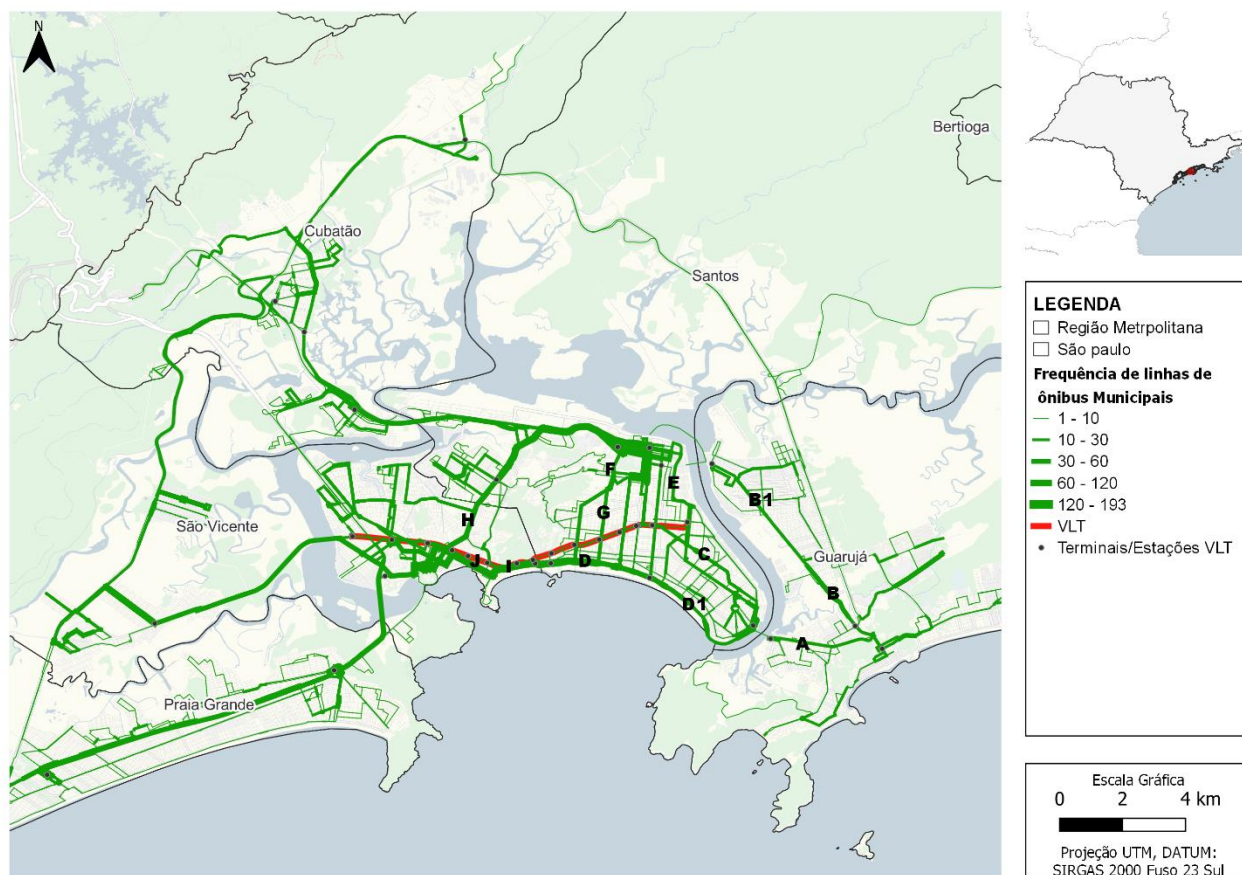 N
Bertioga
Cubatão
Santos
São Vicente
Guarujá
Praia Grande
F
E
B1
G
H
C
J
I
D
D1
B
A
LEGENDA
Região Metrpolitana
São paulo
Frequência de linhas de
ônibus Municipais
1 - 10
10 - 30
30 - 60
60 - 120
120 - 193
VLT
Terminais/Estações VLT
Escala Gráfica
0 2 4 km
Projeção UTM, DATUM:
SIRGAS 2000 Fuso 23 Sul